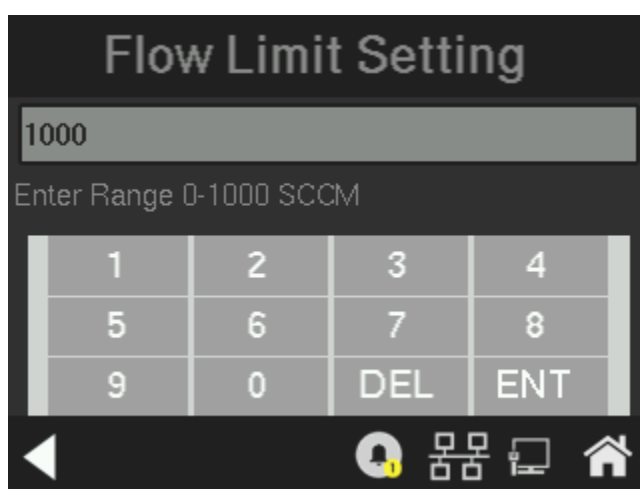 Flow Limit Setting
1000
Enter Range 0-1000 SCCM
1 2 3 4
5 6 7 8
9 0 DEL ENT
1